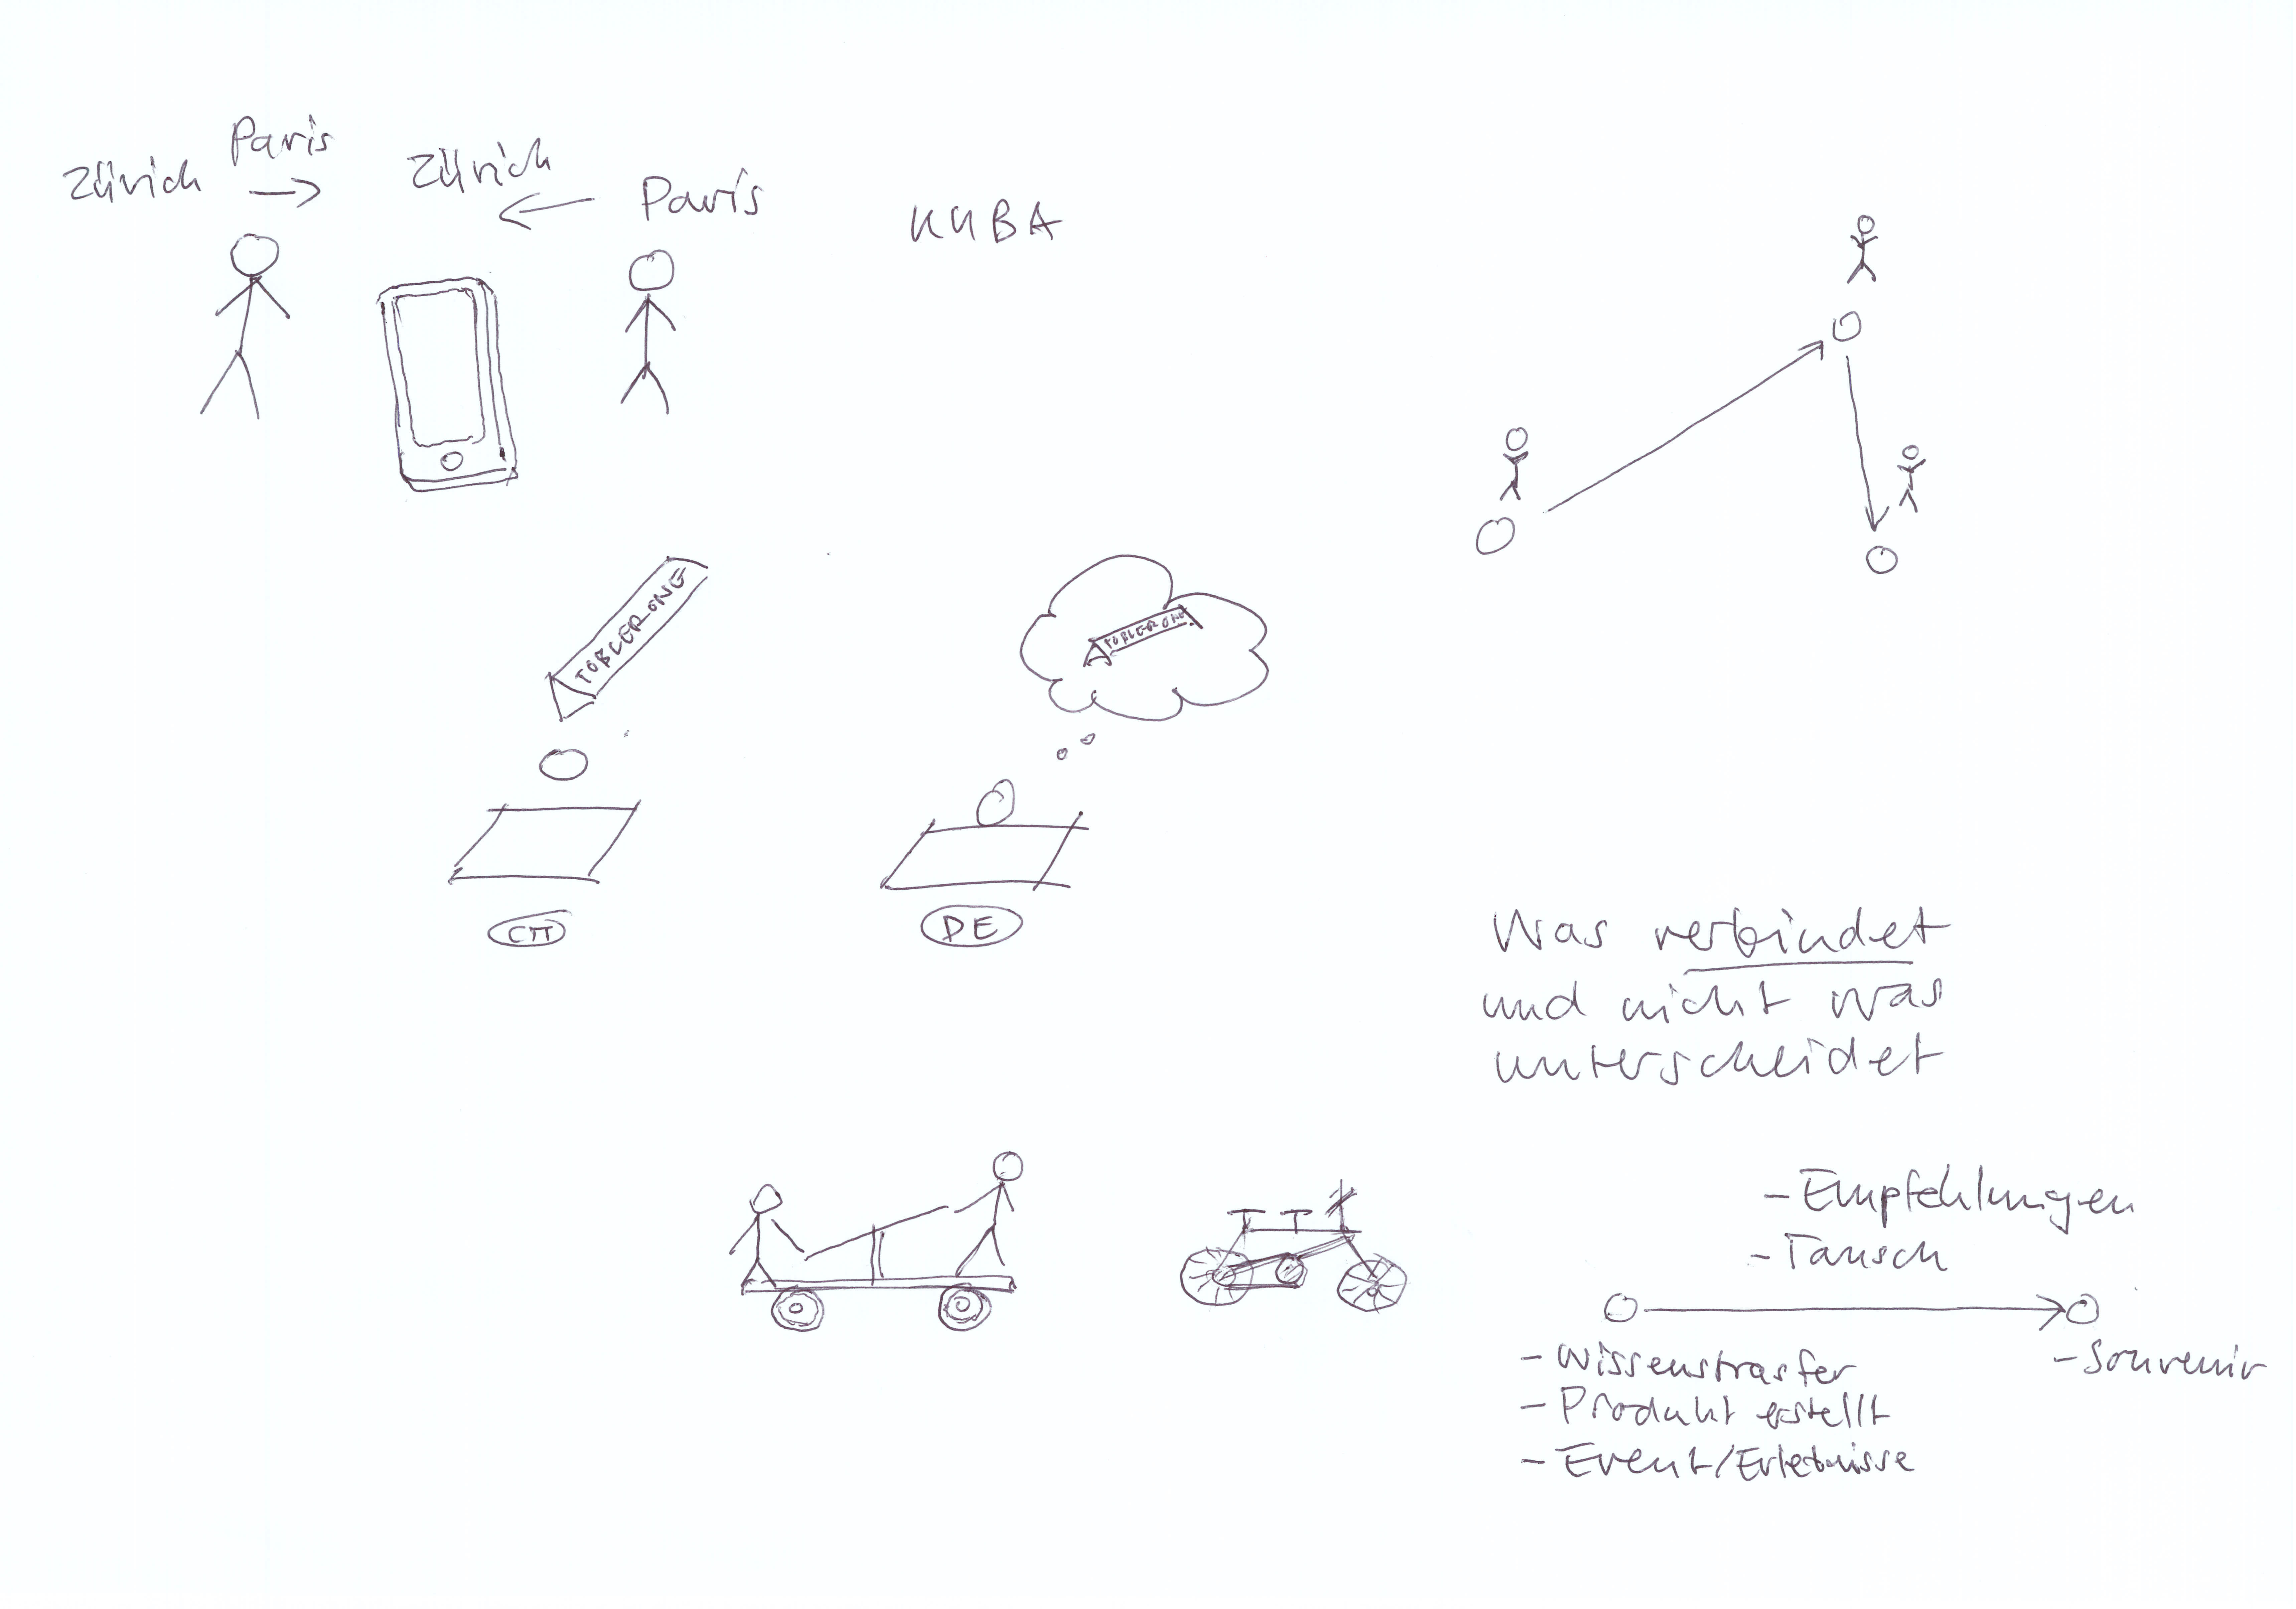 Paris
Zürich
Zürich
Paris
KUBA
TOBLERONE
TOBLERONE
CH
DE
Was verbindet
und nicht was
unterscheidet
- Empfehlungen
- Tausch
- Wissenstrasfer
- Souvenir
- Produkt erstellt
- Event/Erlebnisse